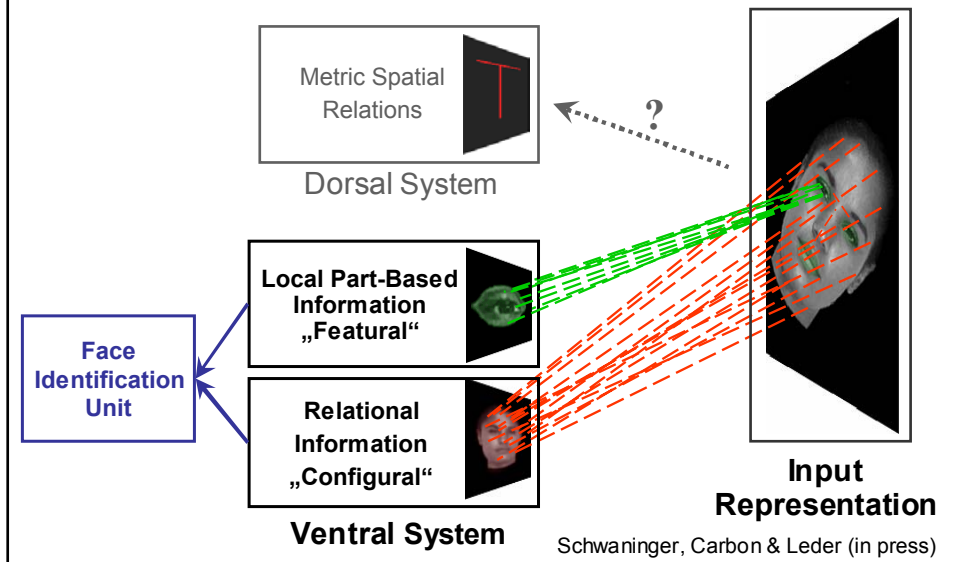 Metric Spatial
Relations
?
Dorsal System
Local Part-Based
Information
„Featural“
Face
Identification
Unit
Relational
Information
„Configural“
Ventral System
Input
Representation
Schwaninger, Carbon & Leder (in press)